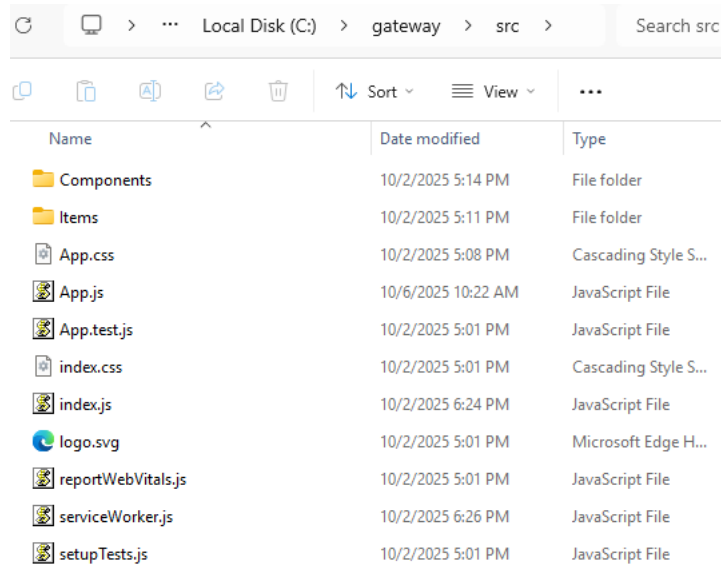 Local Disk (C:) gateway src Search src
Sort View
Name Date modified Type
Components 10/2/2025 5:14 PM File folder
Items 10/2/2025 5:11 PM File folder
App.css 10/2/2025 5:08 PM Cascading Style S...
App.js 10/6/2025 10:22 AM JavaScript File
App.test.js 10/2/2025 5:01 PM JavaScript File
index.css 10/2/2025 5:01 PM Cascading Style S...
index.js 10/2/2025 6:24 PM JavaScript File
logo.svg 10/2/2025 5:01 PM Microsoft Edge H...
reportWebVitals.js 10/2/2025 5:01 PM JavaScript File
serviceWorker.js 10/2/2025 6:26 PM JavaScript File
setupTests.js 10/2/2025 5:01 PM JavaScript File